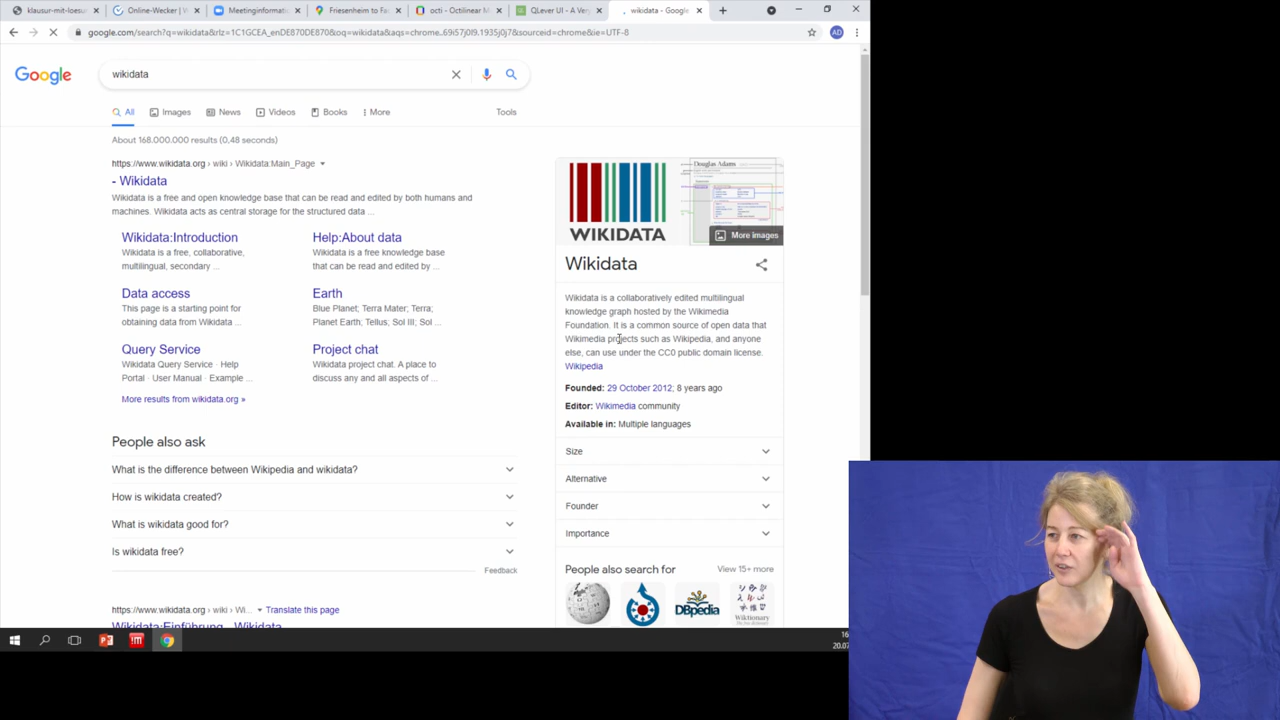 klausur-mit-loesur
Online-Wecker | W
Meetinginformatio
Friesenheim to Fa
octi - Octilinear M
QLever UI - A Very
wikidata - Google
google.com/search?q=wikidata&rlz=1C1GCEA_enDE870DE870&oq=wikidata&aqs=chrome..69i57j0l9.1935j0j7&sourceid=chrome&ie=UTF-8
AD
Google
wikidata
All
Images
News
Videos
Books
More
Tools
About 168.000.000 results (0,48 seconds)
https://www.wikidata.org › wiki › Wikidata:Main_Page
- Wikidata
Wikidata is a free and open knowledge base that can be read and edited by both humans and
machines. Wikidata acts as central storage for the structured data ...
Wikidata:Introduction
Wikidata is a free, collaborative,
multilingual, secondary ...
Help:About data
Wikidata is a free knowledge base
that can be read and edited by ...
Data access
This page is a starting point for
obtaining data from Wikidata ...
Earth
Blue Planet; Terra Mater; Terra;
Planet Earth; Tellus; Sol III; Sol ...
Query Service
Wikidata Query Service · Help
Portal · User Manual · Example ...
Project chat
Wikidata project chat. A place to
discuss any and all aspects of ...
More results from wikidata.org »
People also ask
What is the difference between Wikipedia and wikidata?
How is wikidata created?
What is wikidata good for?
Is wikidata free?
Feedback
https://www.wikidata.org › wiki › Wi...
Translate this page
Wikidata:Einführung - Wikidata
WIKIDATA
Douglas Adams
More images
Wikidata
Wikidata is a collaboratively edited multilingual
knowledge graph hosted by the Wikimedia
Foundation. It is a common source of open data that
Wikimedia projects such as Wikipedia, and anyone
else, can use under the CC0 public domain license.
Wikipedia
Founded: 29 October 2012; 8 years ago
Editor: Wikimedia community
Available in: Multiple languages
Size
Alternative
Founder
Importance
People also search for
View 15+ more
DBpedia
Wiktionary
16
20.07